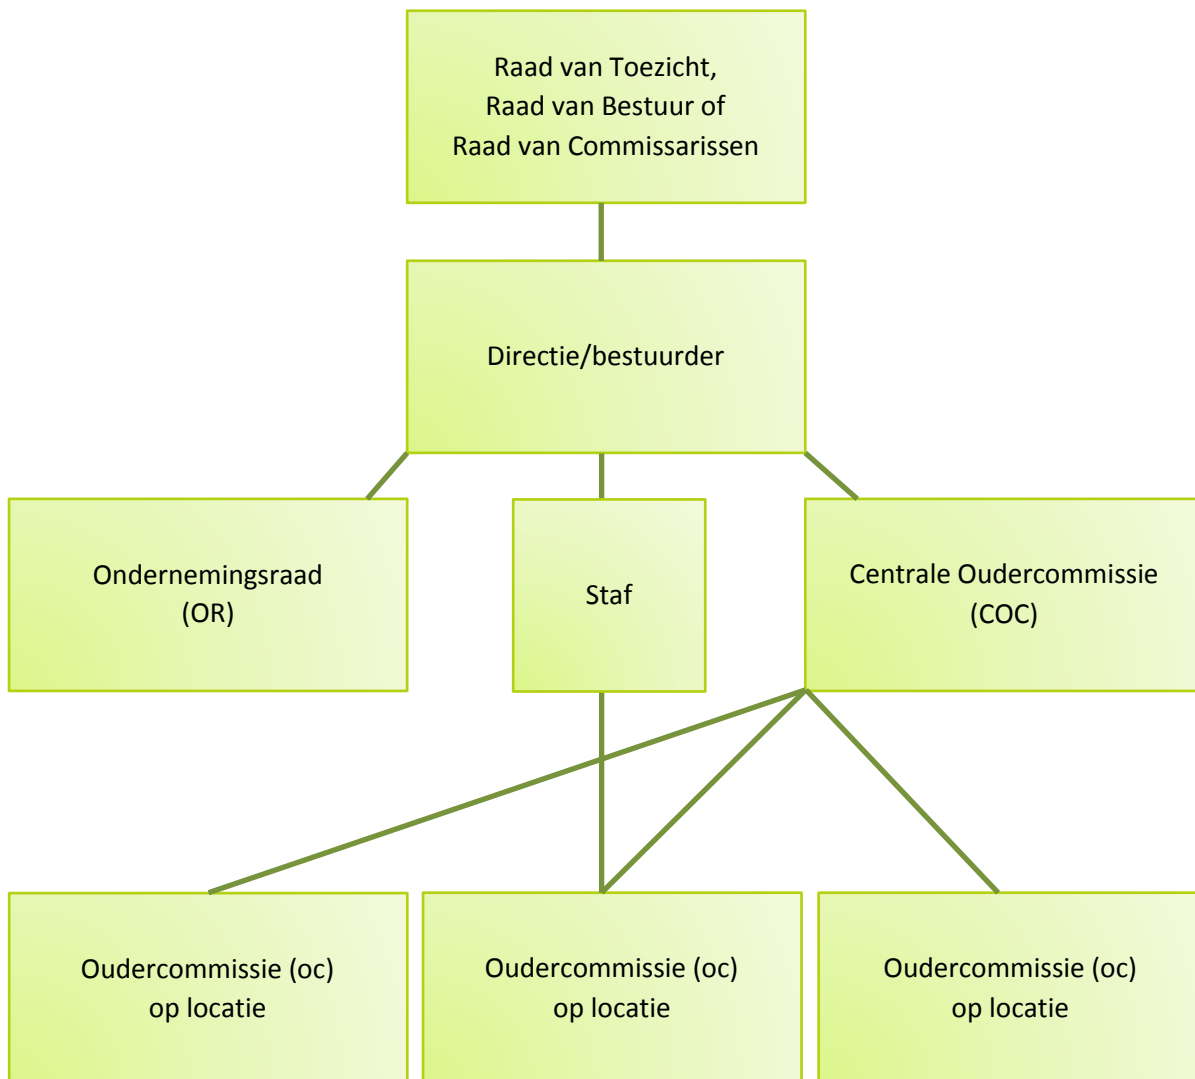 Raad van Toezicht,
Raad van Bestuur of
Raad van Commissarissen
Directie/bestuurder
Ondernemingsraad
(OR)
Staf
Centrale Oudercommissie
(COC)
Oudercommissie (oc)
op locatie
Oudercommissie (oc)
op locatie
Oudercommissie (oc)
op locatie